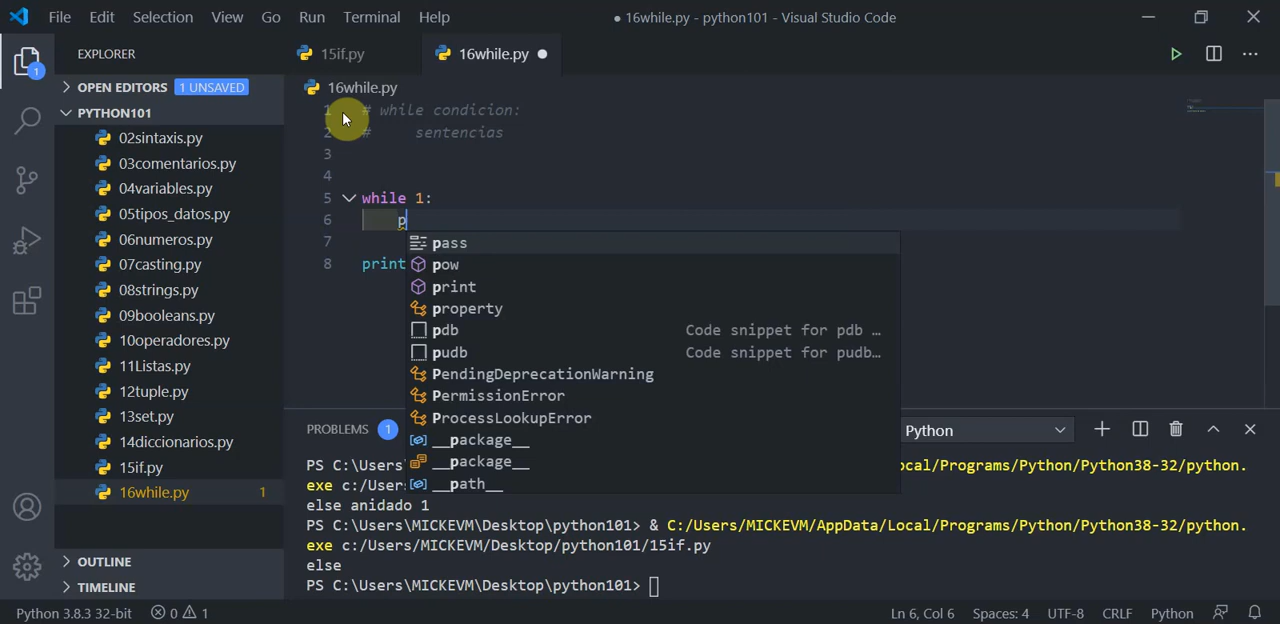 File Edit Selection View Go Run Terminal Help
● 16while.py - python101 - Visual Studio Code
EXPLORER
15if.py
16while.py
OPEN EDITORS 1 UNSAVED
PYTHON101
02sintaxis.py
03comentarios.py
04variables.py
05tipos_datos.py
06numeros.py
07casting.py
08strings.py
09booleans.py
10operadores.py
11Listas.py
12tuple.py
13set.py
14diccionarios.py
15if.py
16while.py 1
OUTLINE
TIMELINE
1
16while.py
1 # while condicion:
2 # sentencias
3
4
5 while 1:
6 p
7
8 print
pass
pow
print
property
pdb Code snippet for pdb …
pudb Code snippet for pudb…
PendingDeprecationWarning
PermissionError
ProcessLookupError
__package__
__package__
__path__
PROBLEMS 1
Python
PS C:\Users ocal/Programs/Python/Python38-32/python.
exe c:/User
else anidado 1
PS C:\Users\MICKEVM\Desktop\python101> & C:/Users/MICKEVM/AppData/Local/Programs/Python/Python38-32/python.
exe c:/Users/MICKEVM/Desktop/python101/15if.py
else
PS C:\Users\MICKEVM\Desktop\python101>
Python 3.8.3 32-bit 0 1
Ln 6, Col 6 Spaces: 4 UTF-8 CRLF Python